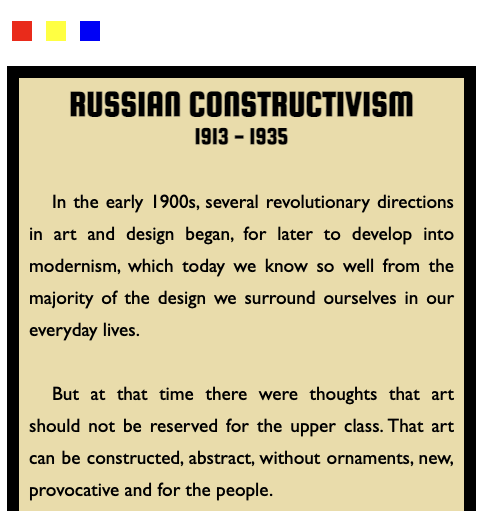 RUSSIAN CONSTRUCTIVISM
1913 – 1935
In the early 1900s, several revolutionary directions
in art and design began, for later to develop into
modernism, which today we know so well from the
majority of the design we surround ourselves in our
everyday lives.
But at that time there were thoughts that art
should not be reserved for the upper class. That art
can be constructed, abstract, without ornaments, new,
provocative and for the people.